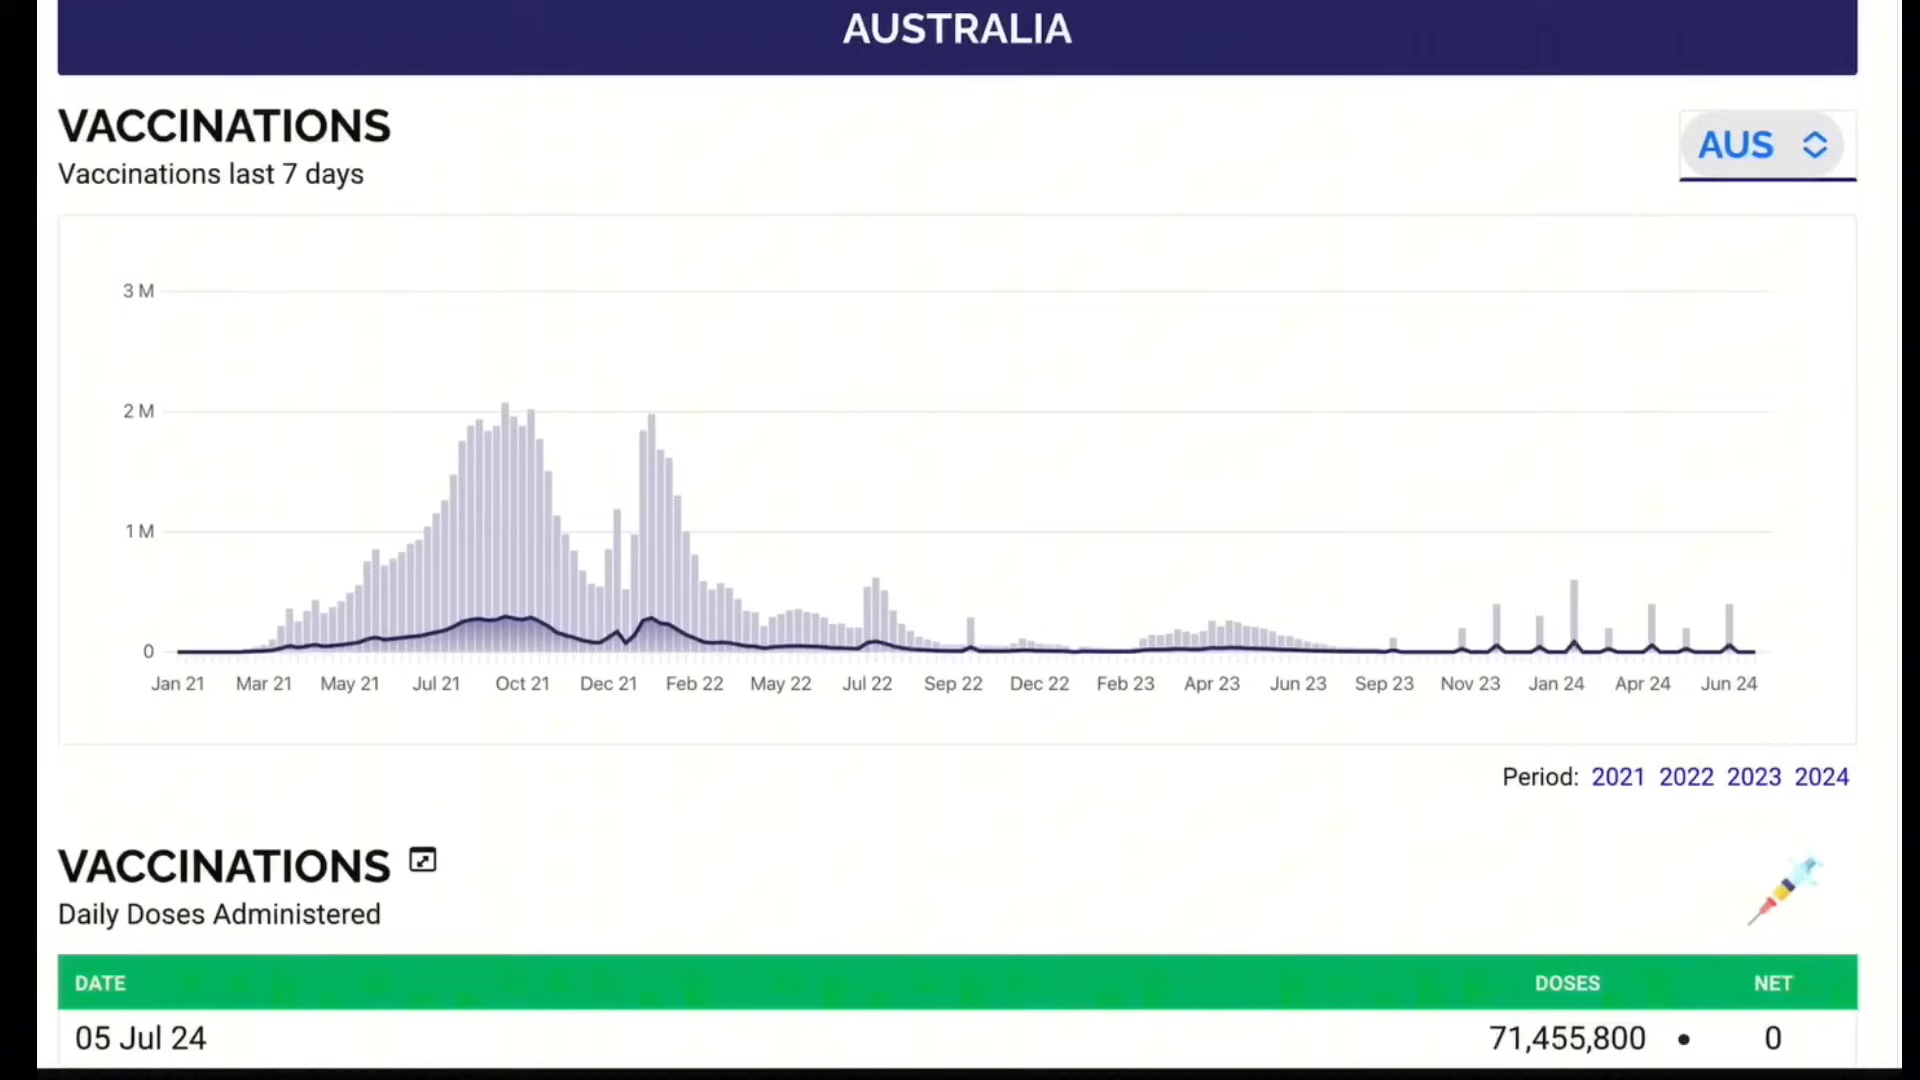 AUSTRALIA
VACCINATIONS
Vaccinations last 7 days
AUS
3 M
2 M
1 M
0
Jan 21 Mar 21 May 21 Jul 21 Oct 21 Dec 21 Feb 22 May 22 Jul 22 Sep 22 Dec 22 Feb 23 Apr 23 Jun 23 Sep 23 Nov 23 Jan 24 Apr 24 Jun 24
Period: 2021 2022 2023 2024
VACCINATIONS
Daily Doses Administered
DATE DOSES NET
05 Jul 24 71,455,800 • 0